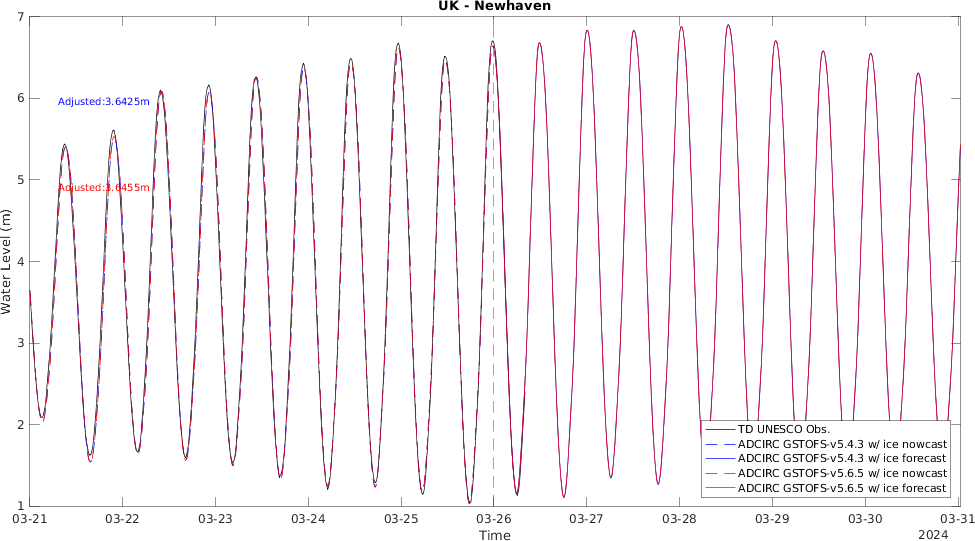 UK - Newhaven
7
6
5
4
3
2
1
Water Level (m)
Adjusted:3.6425m
Adjusted:3.6455m
TD UNESCO Obs.
ADCIRC GSTOFS-v5.4.3 w/ ice nowcast
ADCIRC GSTOFS-v5.4.3 w/ ice forecast
ADCIRC GSTOFS-v5.6.5 w/ ice nowcast
ADCIRC GSTOFS-v5.6.5 w/ ice forecast
03-21 03-22 03-23 03-24 03-25 03-26 03-27 03-28 03-29 03-30 03-31
Time
2024